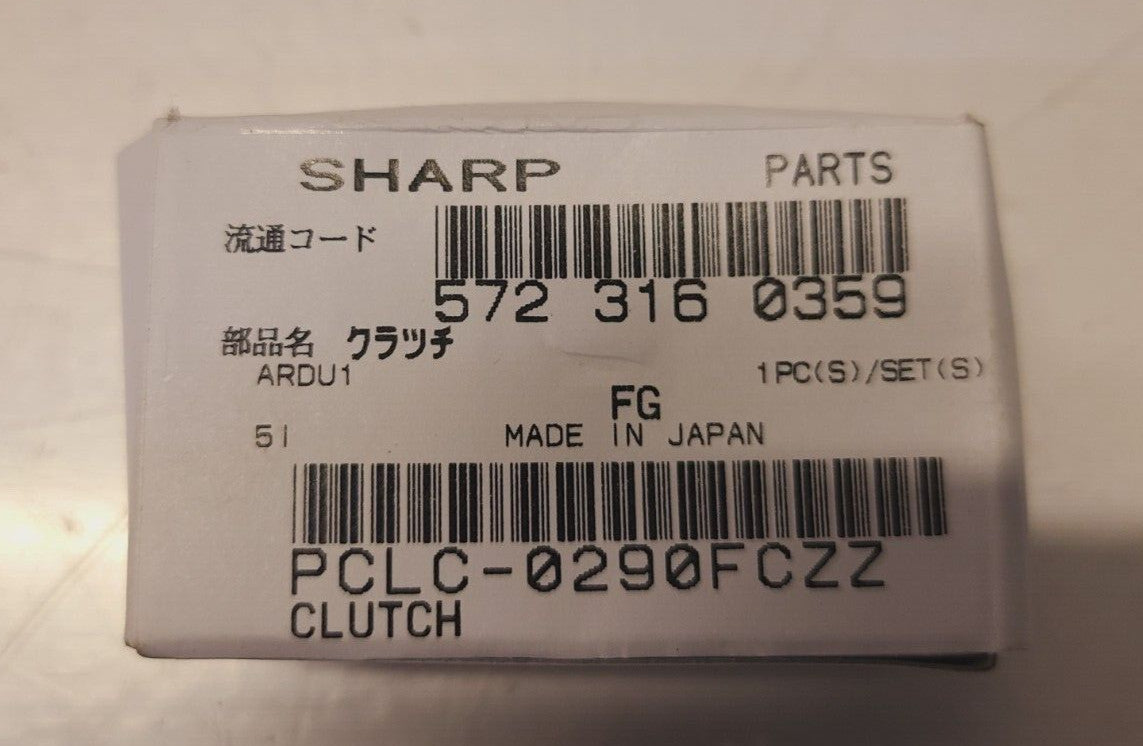 SHARP PARTS
流通コード
572 316 0359
部品名 クラツチ
ARDU1 1PC(S)/SET(S)
FG
51 MADE IN JAPAN
PCLC-0290FCZZ
CLUTCH